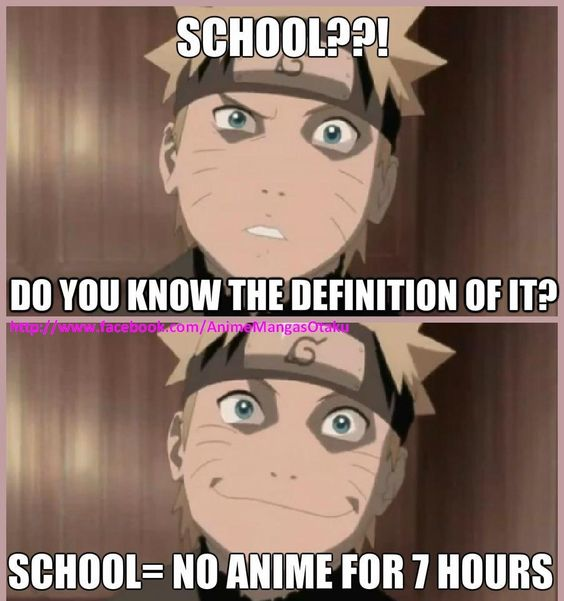 SCHOOL??!
DO YOU KNOW THE DEFINITION OF IT?
http://www.facebook.com/AnimeMangasOtaku
SCHOOL= NO ANIME FOR 7 HOURS